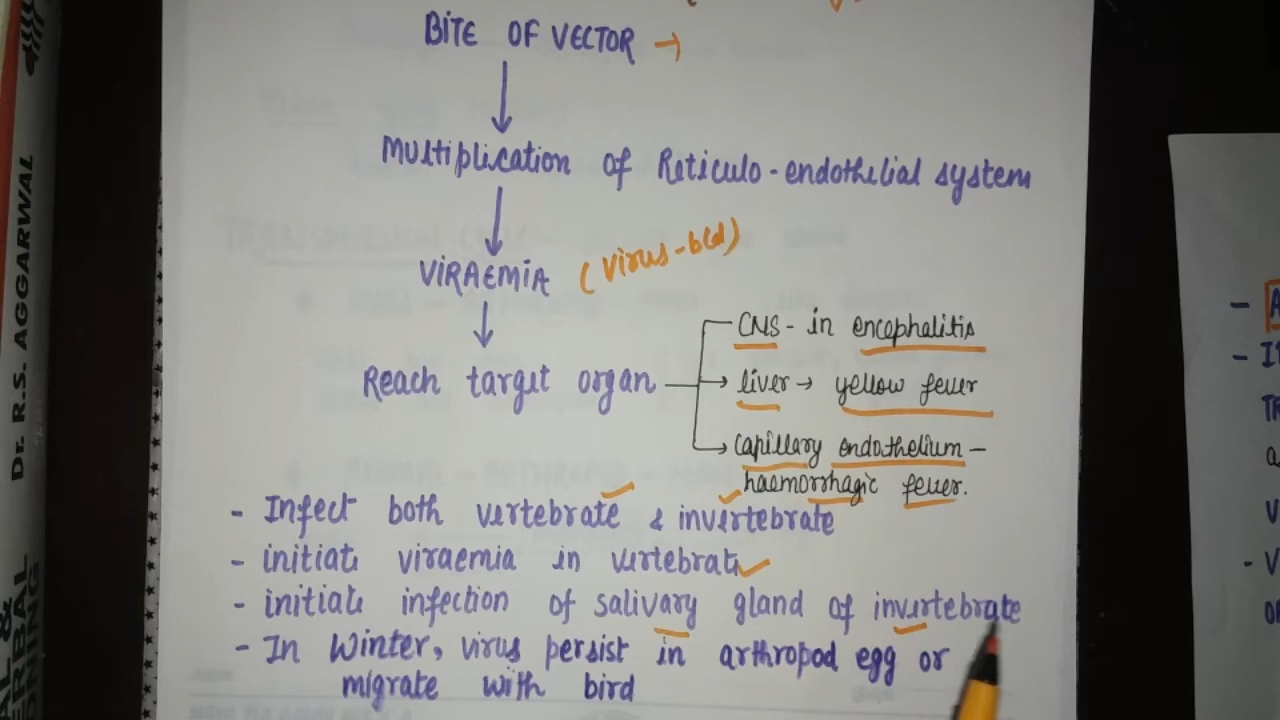 BITE OF VECTOR →
Multiplication of Reticulo-endothelial system
VIRAEMIA (virus-bld)
Reach target organ
CNS - in encephalitis
liver → yellow fever
capillary endothelium -
haemorrhagic fever.
- Infect both vertebrate & invertebrate
- initiate viraemia in vertebrate
- initiate infection of salivary gland of invertebrate
- In Winter, virus persist in arthropod egg or
migrate with bird
Dr. R.S. AGGARWAL